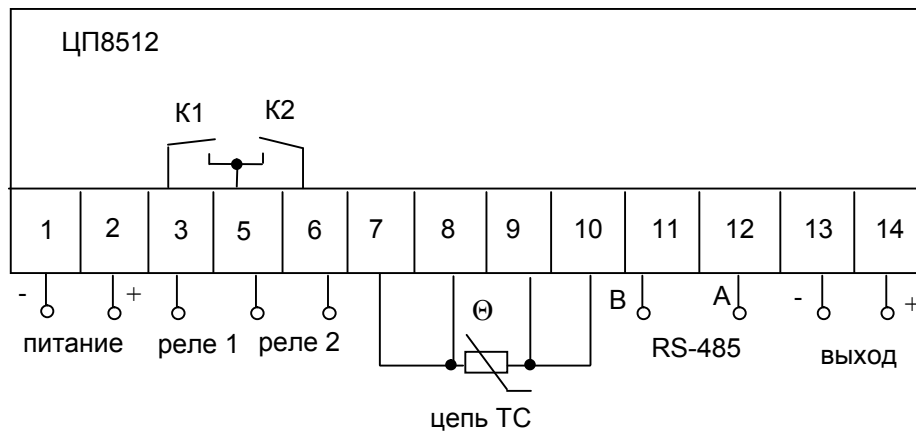 ЦП8512
К1 К2
1 2 3 5 6 7 8 9 10 11 12 13 14
- + Θ B A - +
питание реле 1 реле 2 RS-485 выход
цепь ТС